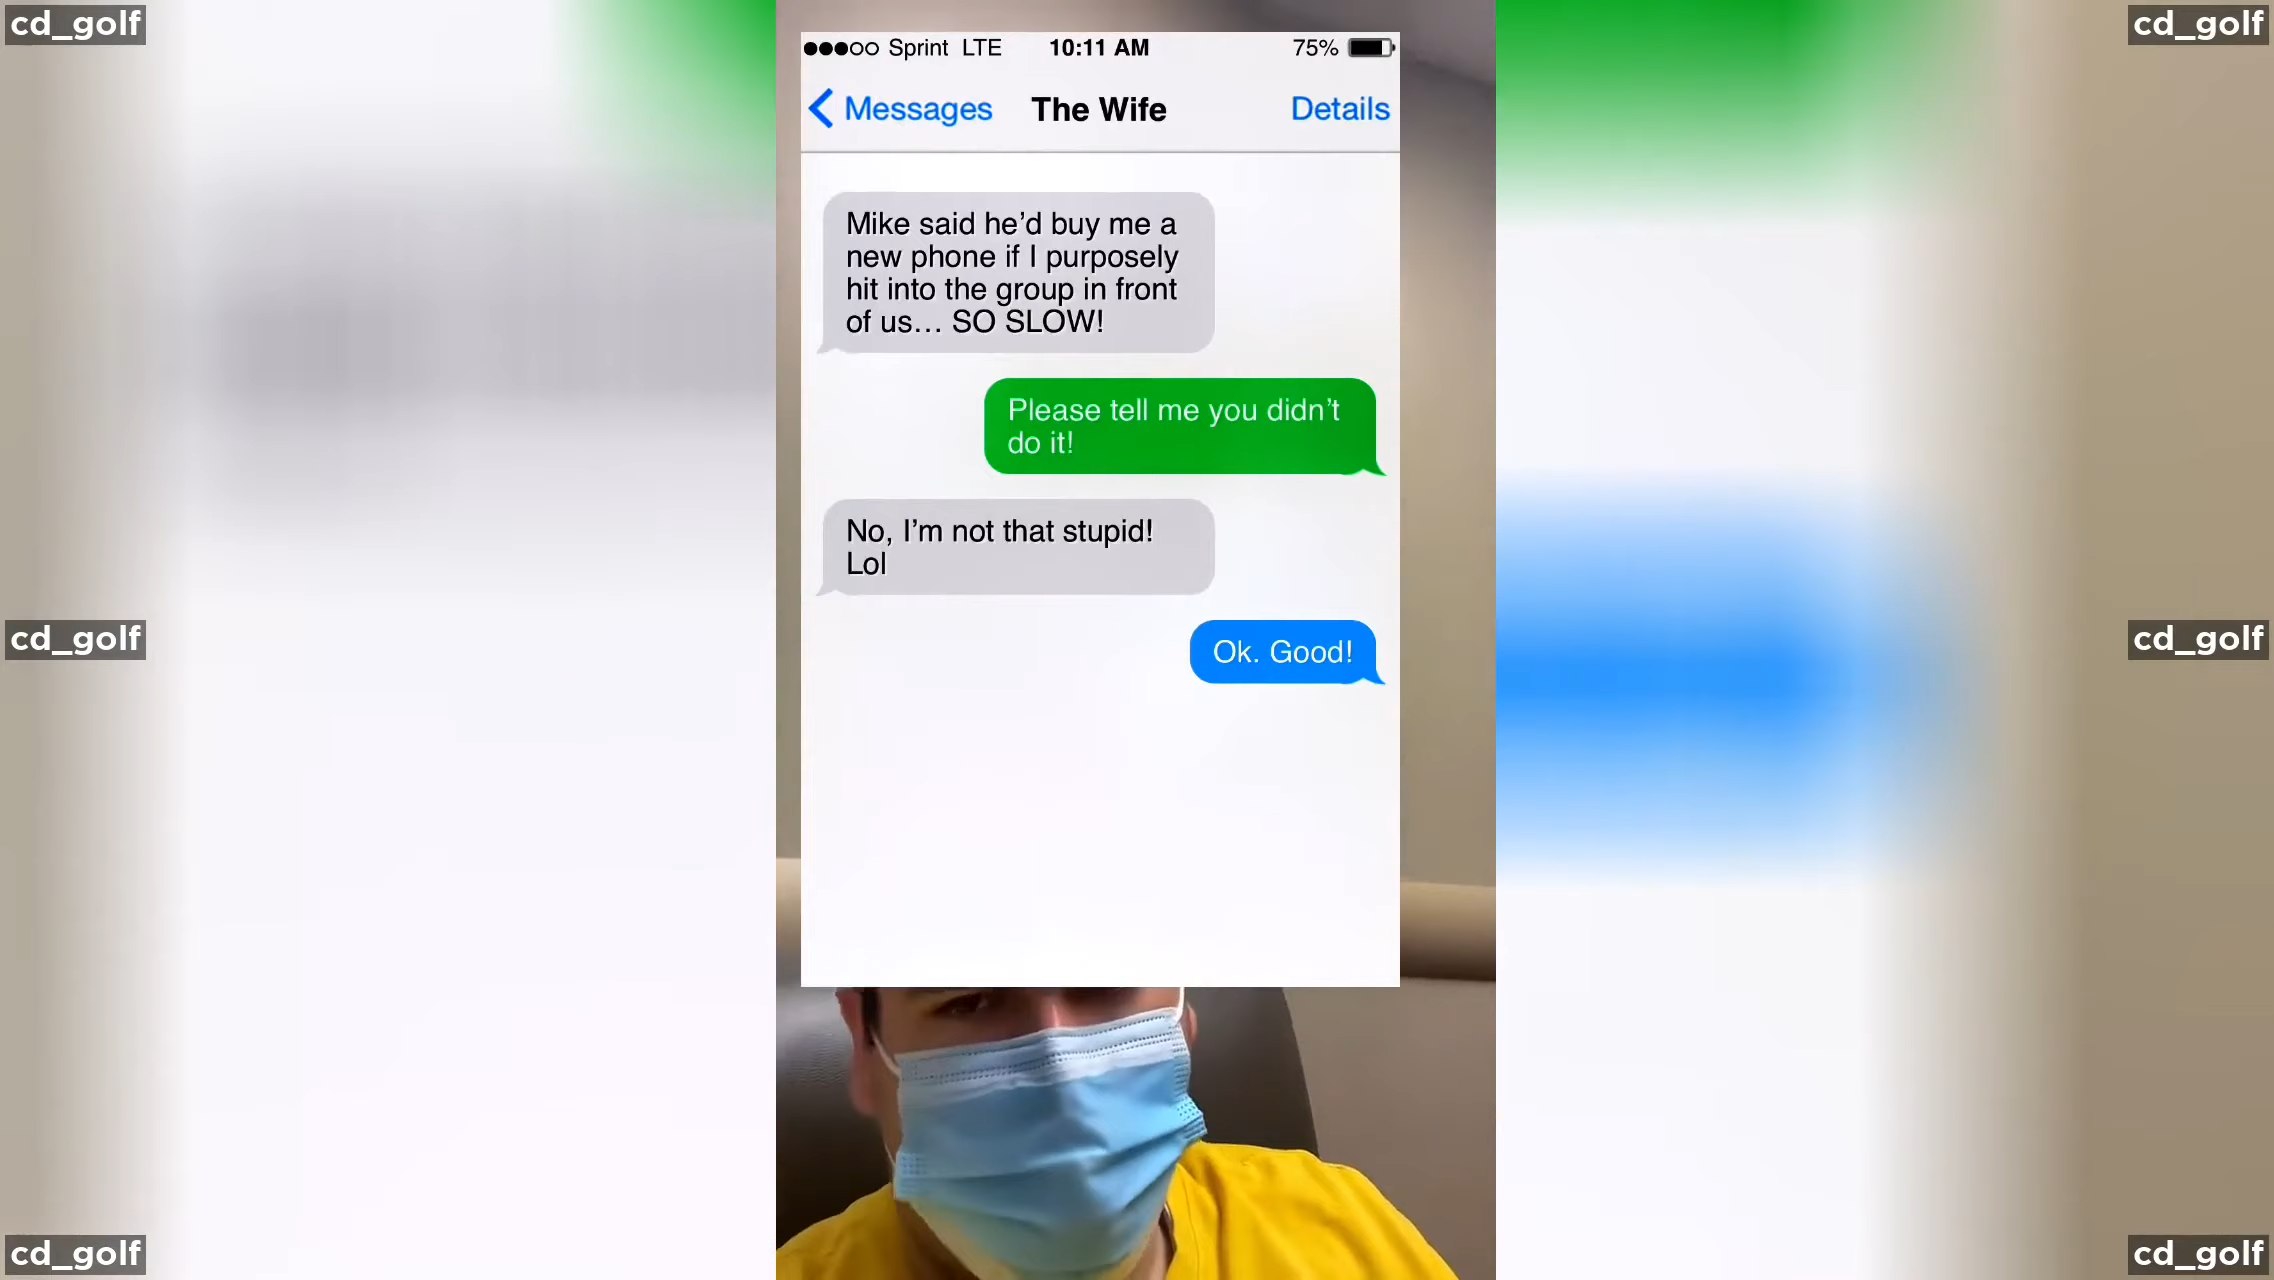 cd_golf
cd_golf
●●●○○ Sprint LTE 10:11 AM 75%
Messages The Wife Details
Mike said he’d buy me a
new phone if I purposely
hit into the group in front
of us... SO SLOW!
Please tell me you didn’t
do it!
No, I’m not that stupid!
Lol
cd_golf
cd_golf
Ok. Good!
cd_golf
cd_golf